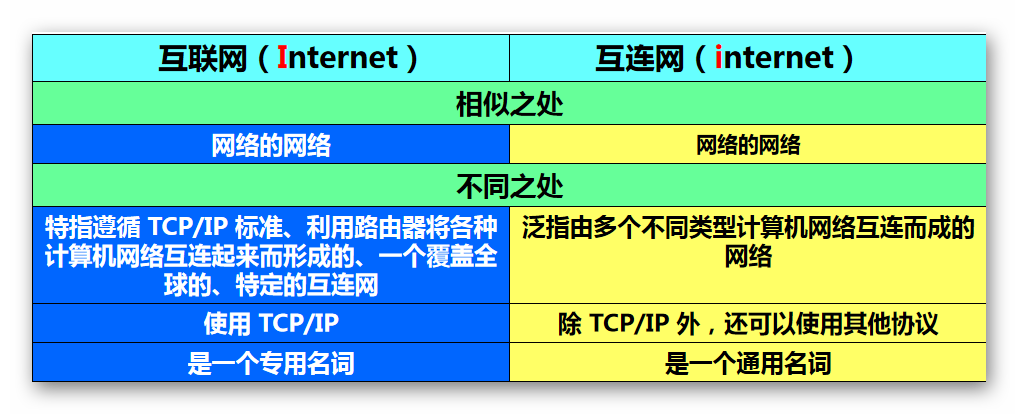 互联网（Internet）
互连网（internet）
相似之处
网络的网络
网络的网络
不同之处
特指遵循 TCP/IP 标准、利用路由器将各种
计算机网络互连起来而形成的、一个覆盖全
球的、特定的互连网
泛指由多个不同类型计算机网络互连而成的
网络
使用 TCP/IP
除 TCP/IP 外，还可以使用其他协议
是一个专用名词
是一个通用名词